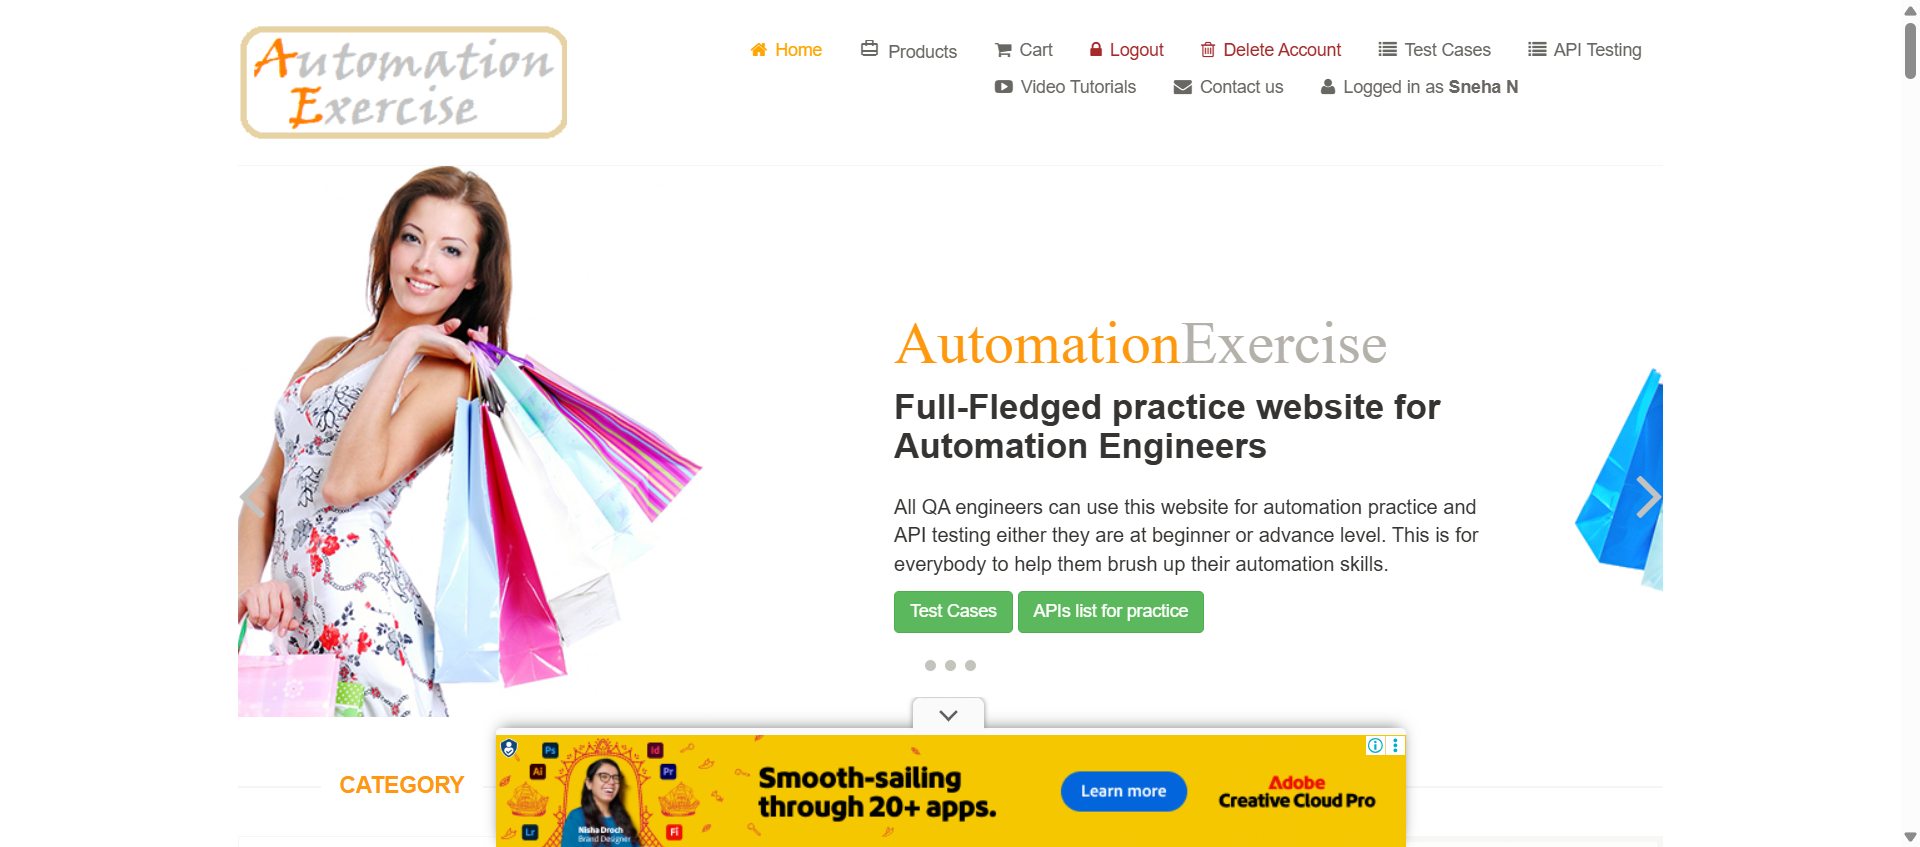 Automation
Exercise
Home Products Cart Logout Delete Account Test Cases API Testing
Video Tutorials Contact us Logged in as Sneha N
AutomationExercise
Full-Fledged practice website for
Automation Engineers
All QA engineers can use this website for automation practice and
API testing either they are at beginner or advance level. This is for
everybody to help them brush up their automation skills.
Test Cases APIs list for practice
CATEGORY
Ps Id
Ai Pr
Lr Fl
Nisha Droch
Brand Designer
Smooth-sailing
through 20+ apps.
Learn more
Adobe
Creative Cloud Pro